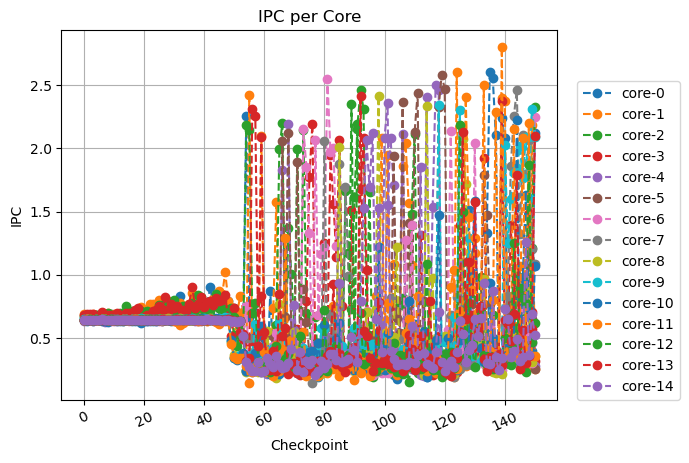 IPC per Core
IPC
2.5
2.0
1.5
1.0
0.5
0
20
40
60
80
100
120
140
Checkpoint
core-0
core-1
core-2
core-3
core-4
core-5
core-6
core-7
core-8
core-9
core-10
core-11
core-12
core-13
core-14